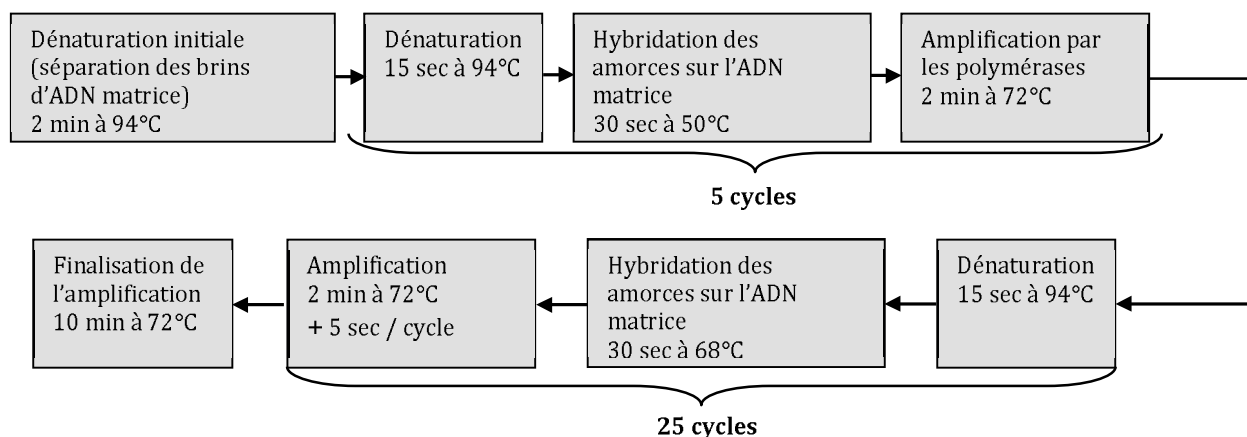 Dénaturation initiale
(séparation des brins
d'ADN matrice)
2 min à 94°C
Dénaturation
15 sec à 94°C
Hybridation des
amorces sur l'ADN
matrice
30 sec à 50°C
Amplification par
les polymérases
2 min à 72°C
5 cycles
Finalisation de
l'amplification
10 min à 72°C
Amplification
2 min à 72°C
+ 5 sec / cycle
Hybridation des
amorces sur l'ADN
matrice
30 sec à 68°C
Dénaturation
15 sec à 94°C
25 cycles